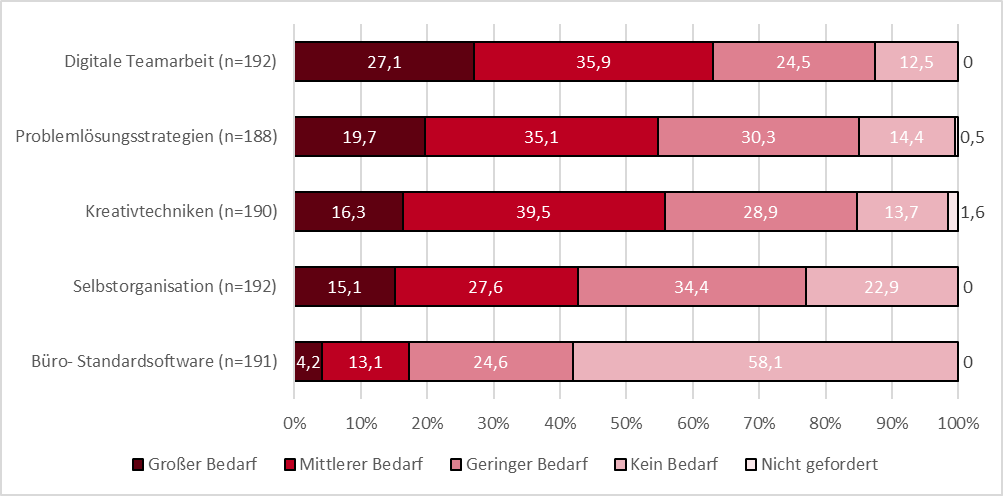 Digitale Teamarbeit (n=192) 27,1 35,9 24,5 12,5 0
Problemlösungsstrategien (n=188) 19,7 35,1 30,3 14,4 0,5
Kreativtechniken (n=190) 16,3 39,5 28,9 13,7 1,6
Selbstorganisation (n=192) 15,1 27,6 34,4 22,9 0
Büro- Standardsoftware (n=191) 4,2 13,1 24,6 58,1 0
0% 10% 20% 30% 40% 50% 60% 70% 80% 90% 100%
Großer Bedarf Mittlerer Bedarf Geringer Bedarf Kein Bedarf Nicht gefordert